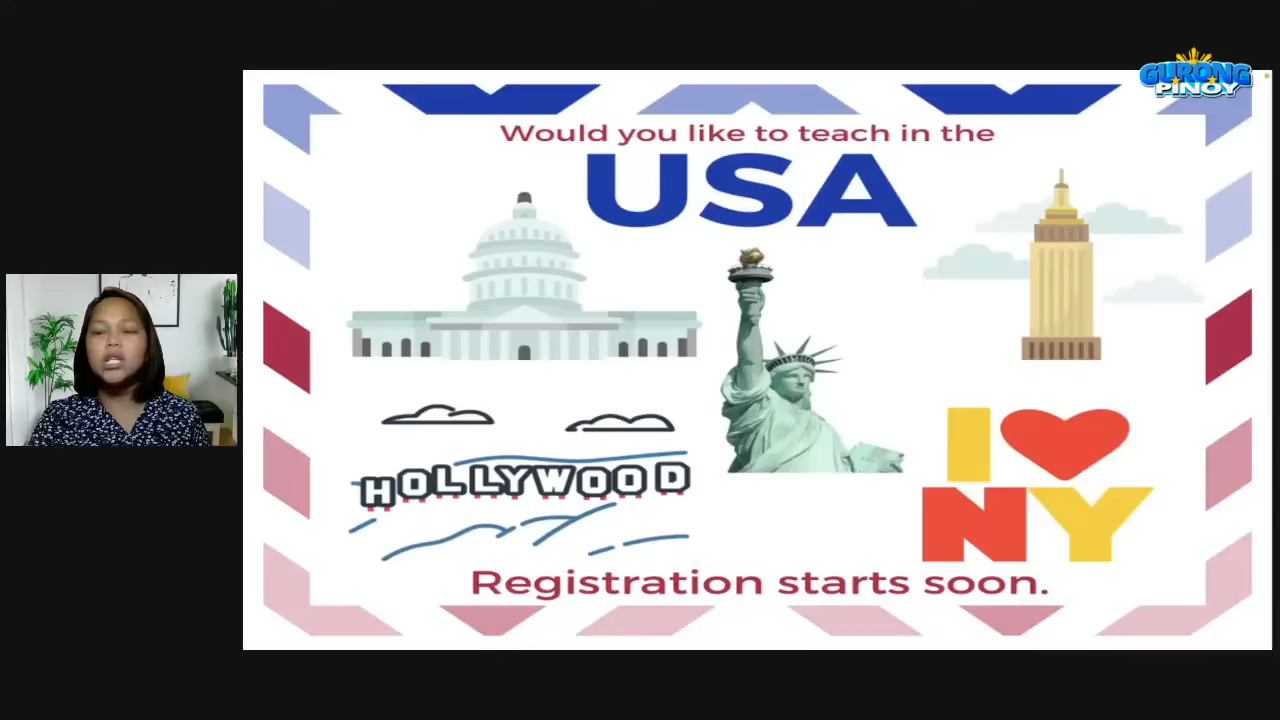 GURONG
PINOY
Would you like to teach in the
USA
HOLLYWOOD
I
NY
Registration starts soon.